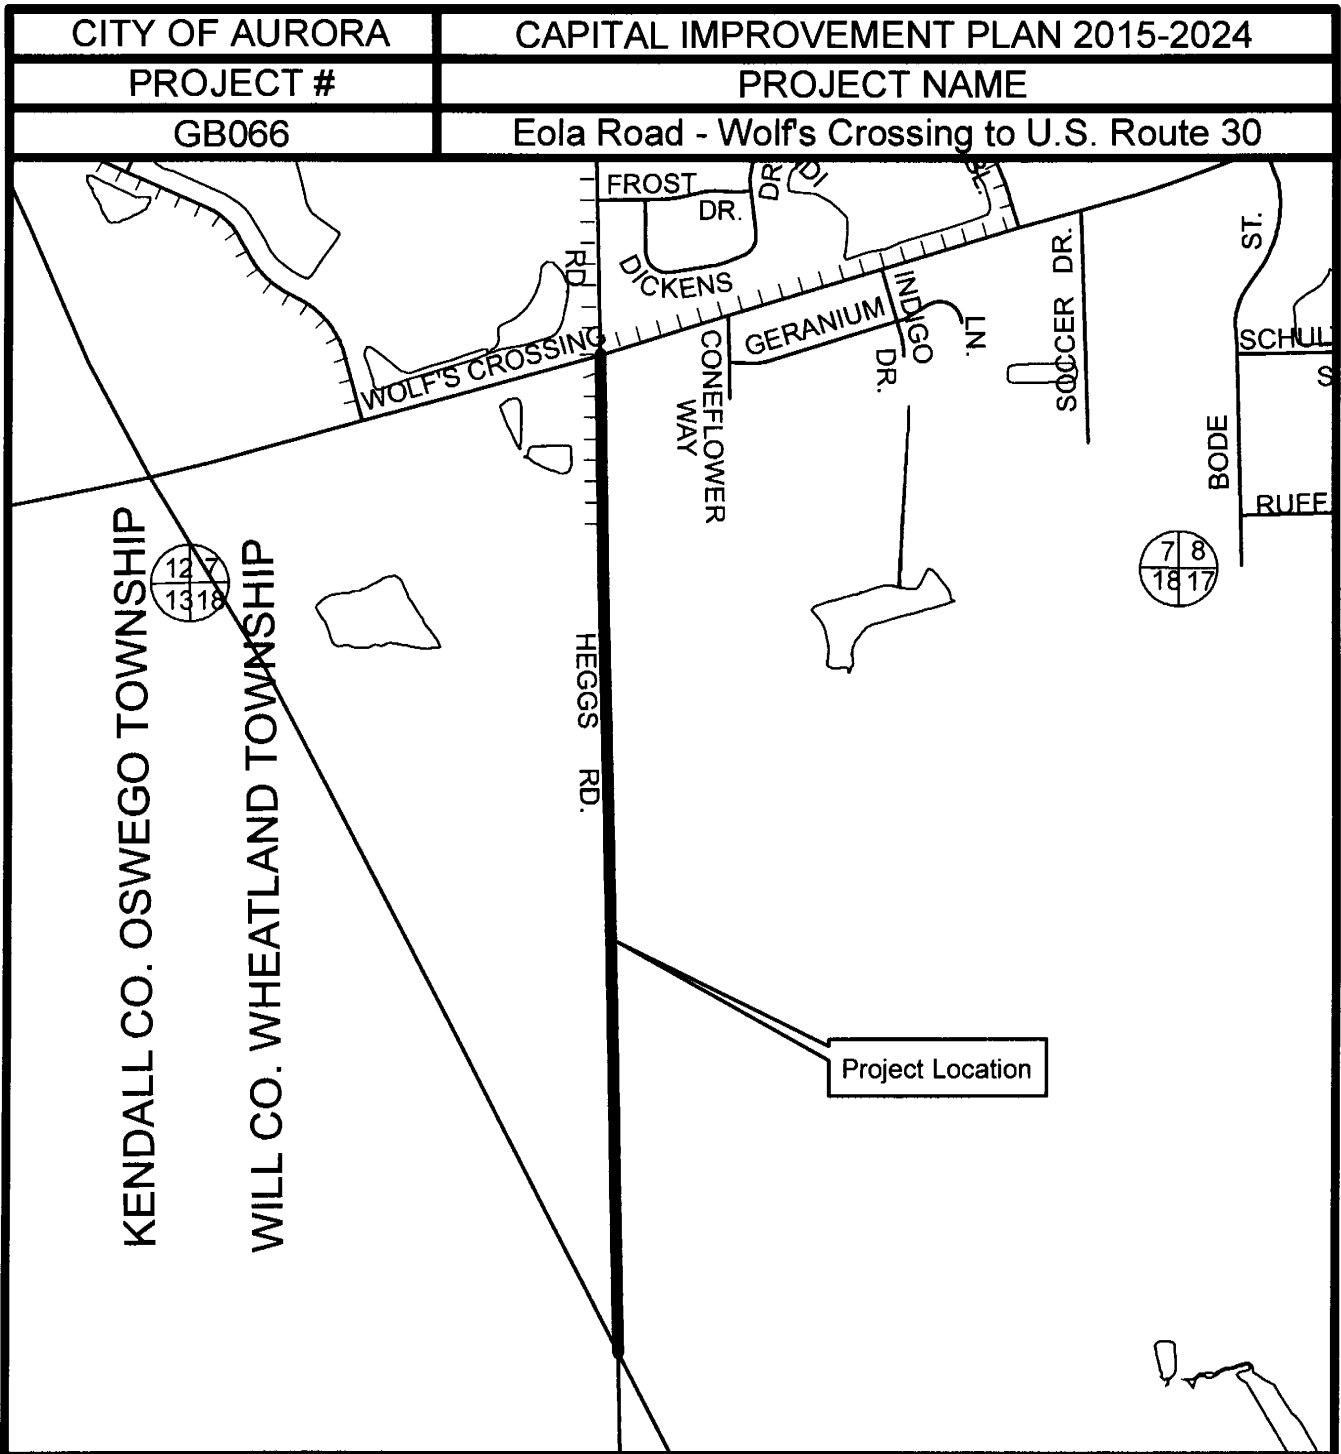 CITY OF AURORA
CAPITAL IMPROVEMENT PLAN 2015-2024
PROJECT #
PROJECT NAME
GB066
Eola Road - Wolf's Crossing to U.S. Route 30
FROST
DR.
DR
DI
BL.
DICKENS
RD
WOLF'S CROSSING
CONEFLOWER
WAY
GERANIUM
INDIGO
DR.
LN.
SOCCER DR.
ST.
BODE
SCHUL
S
RUFF
12 7
13 18
7 8
18 17
KENDALL CO. OSWEGO TOWNSHIP
WILL CO. WHEATLAND TOWNSHIP
HEGGS RD.
Project Location